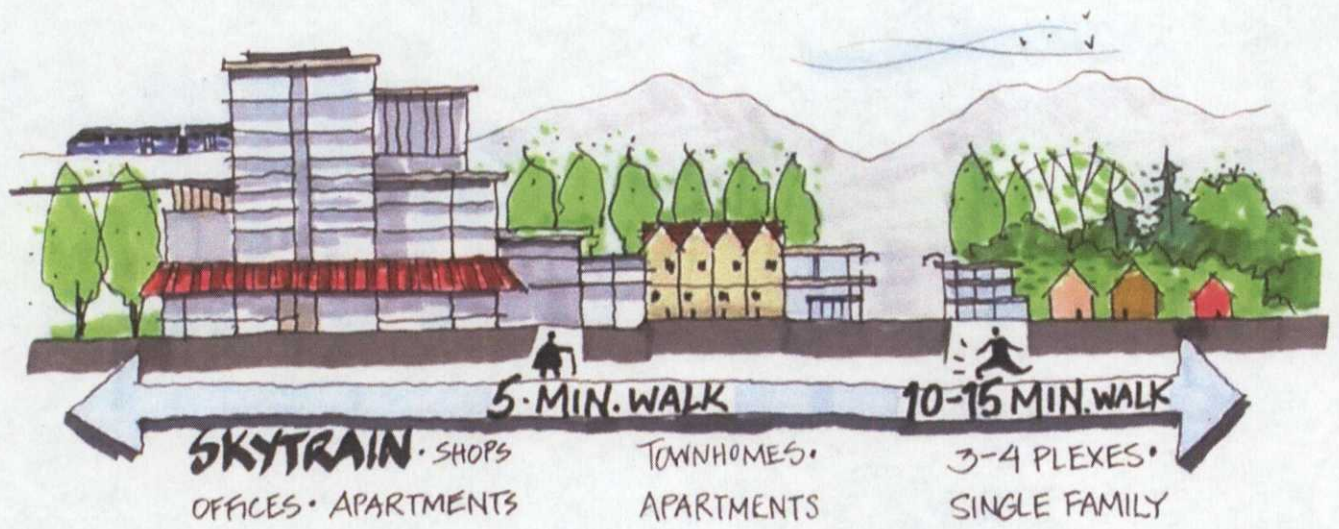 5·MIN. WALK
10-15 MIN. WALK
SKYTRAIN · SHOPS
OFFICES · APARTMENTS
TOWNHOMES ·
APARTMENTS
3-4 PLEXES ·
SINGLE FAMILY